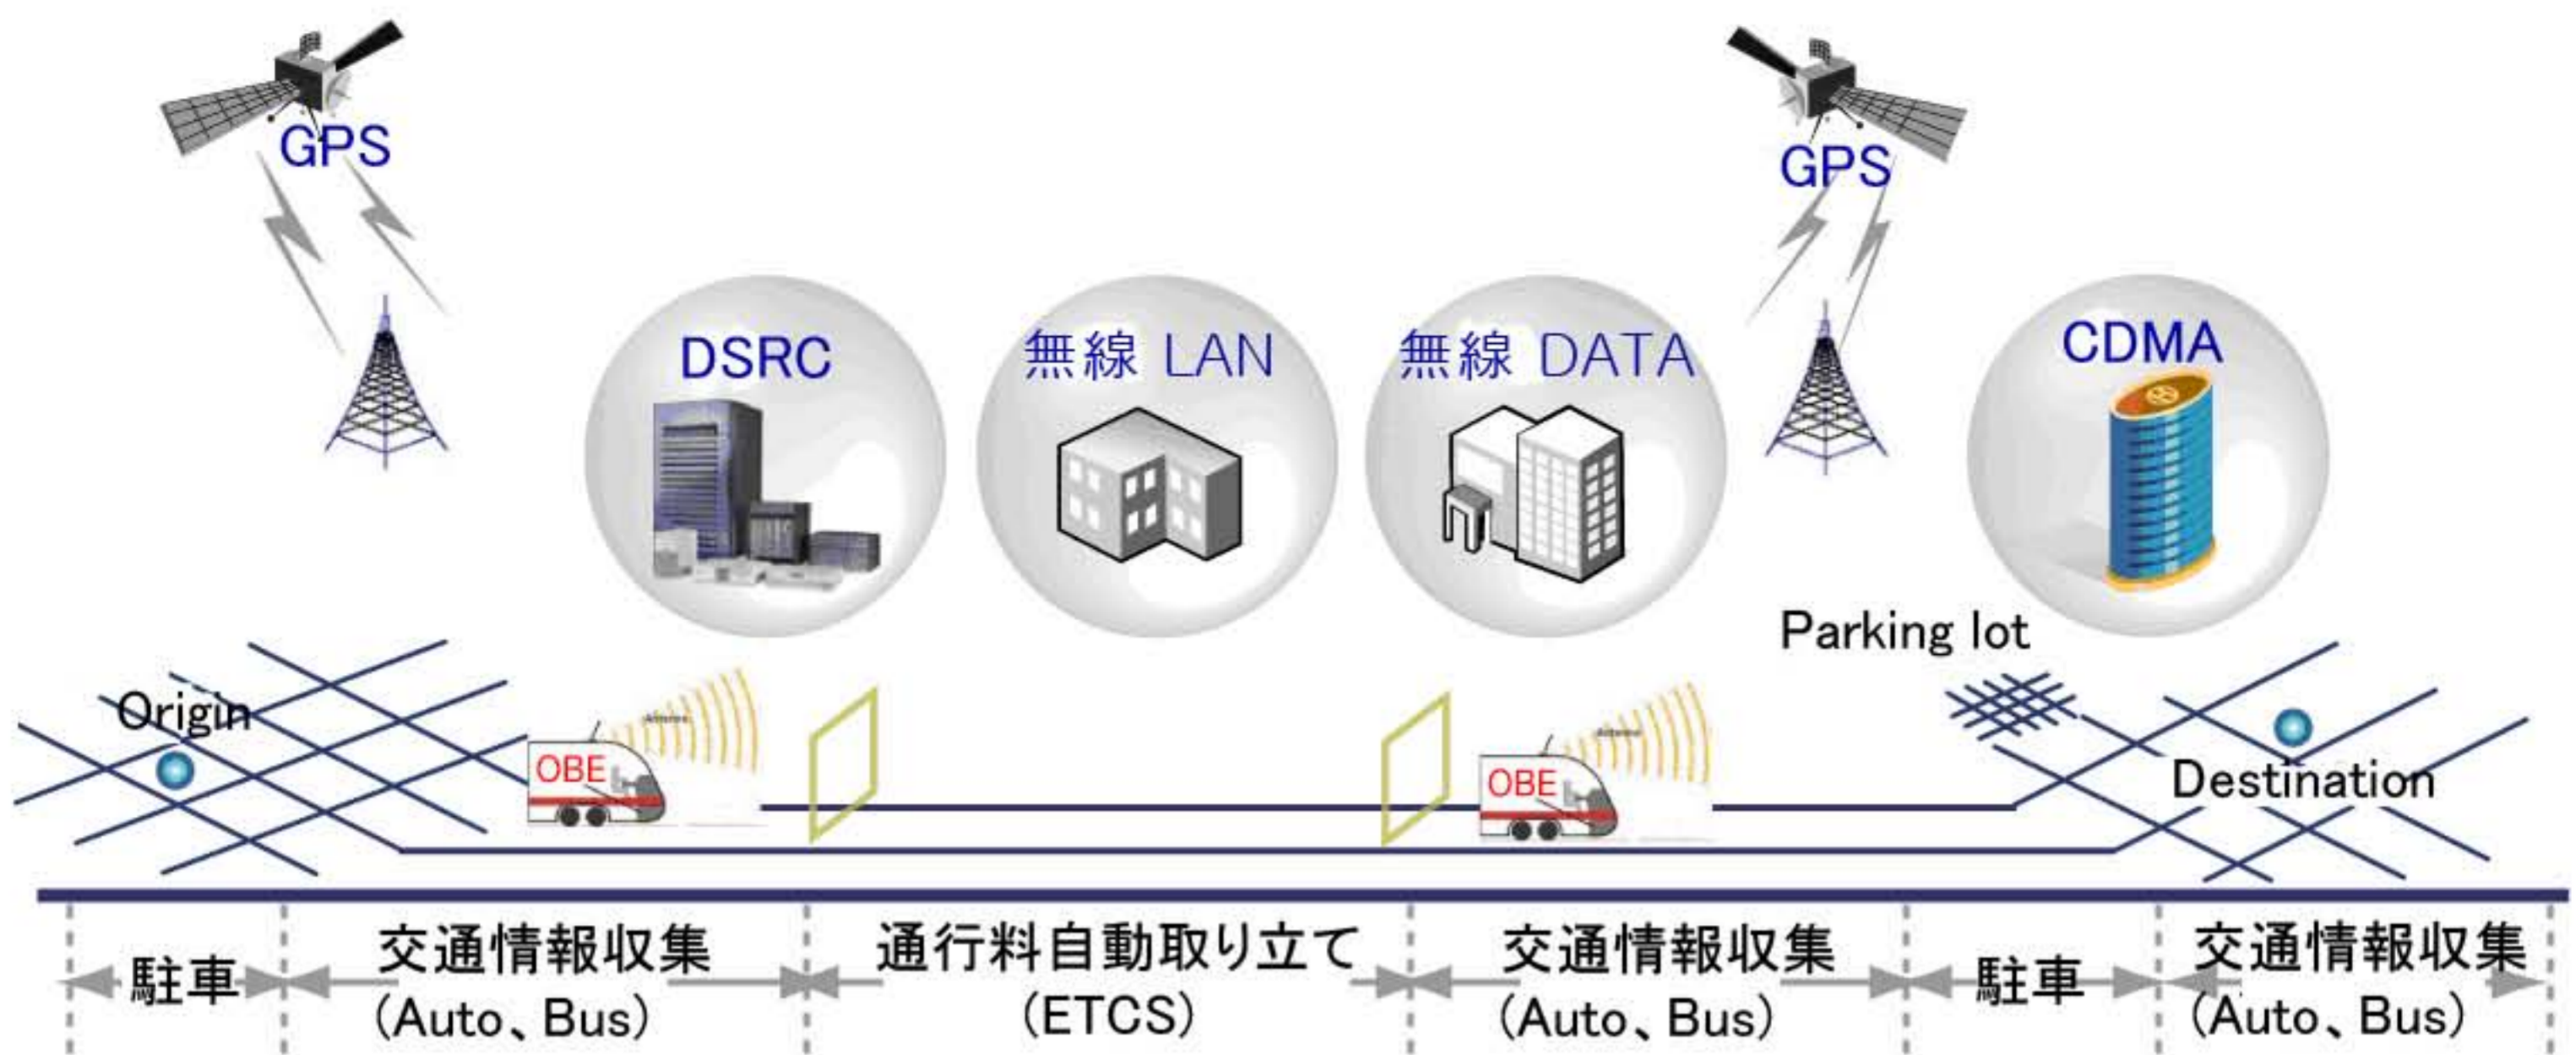 GPS
GPS
DSRC
無線 LAN
無線 DATA
CDMA
Parking lot
Origin
Antenna
OBE
Antenna
OBE
Destination
駐車
交通情報収集
(Auto、Bus)
通行料自動取り立て
(ETCS)
交通情報収集
(Auto、Bus)
駐車
交通情報収集
(Auto、Bus)